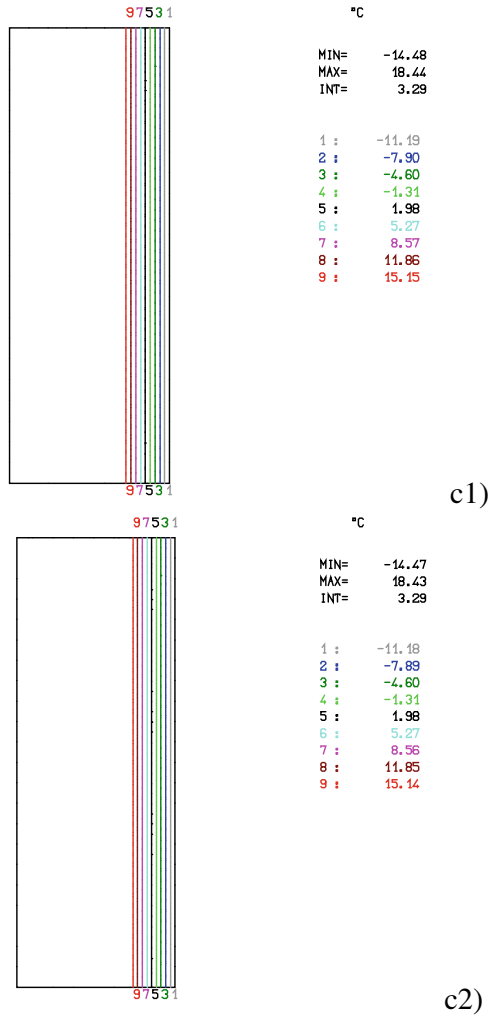 97531
°C
MIN= -14.48
MAX= 18.44
INT= 3.29
1 : -11.19
2 : -7.90
3 : -4.60
4 : -1.31
5 : 1.98
6 : 5.27
7 : 8.57
8 : 11.86
9 : 15.15
97531
c1)
97531
°C
MIN= -14.47
MAX= 18.43
INT= 3.29
1 : -11.18
2 : -7.89
3 : -4.60
4 : -1.31
5 : 1.98
6 : 5.27
7 : 8.56
8 : 11.85
9 : 15.14
97531
c2)